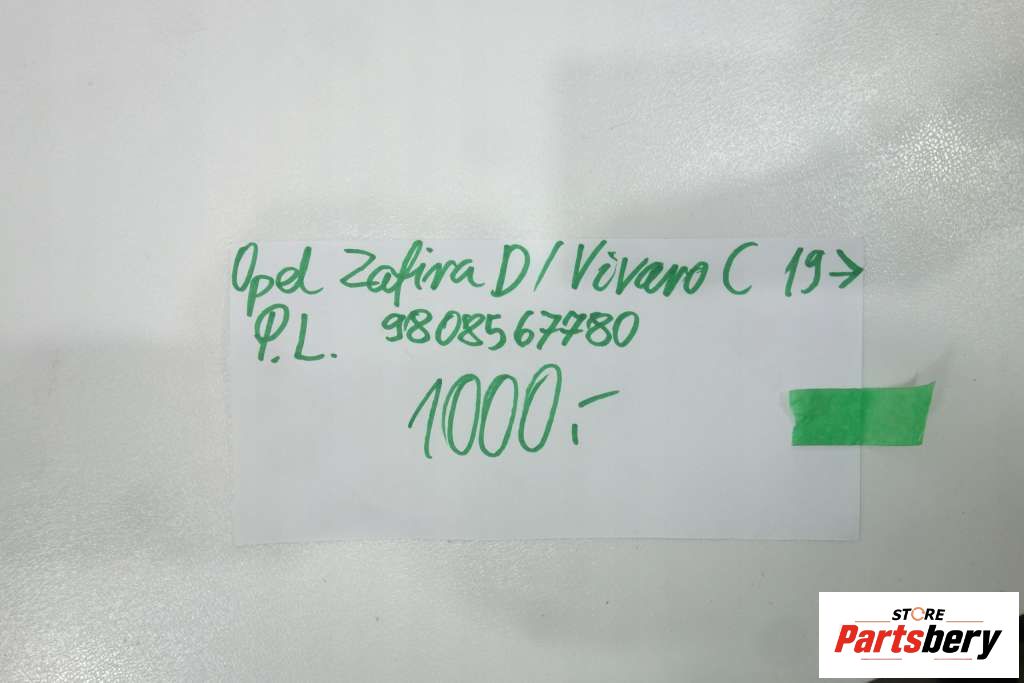 Opel Zafira D/Vivaro C 19→
P.L. 9808567780
1000.-
STORE
Partsbery